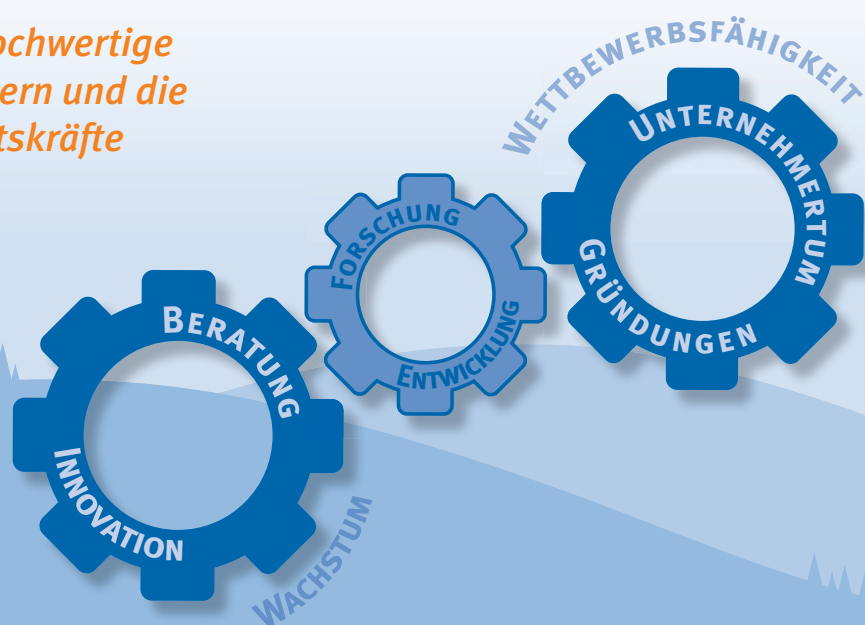 ochwertige
ern und die
tskräfte
WETTBEWERBSFÄHIGKEIT
UNTERNEHMERTUM
GRÜNDUNGEN
FORSCHUNG
ENTWICKLUNG
BERATUNG
INNOVATION
WACHSTUM